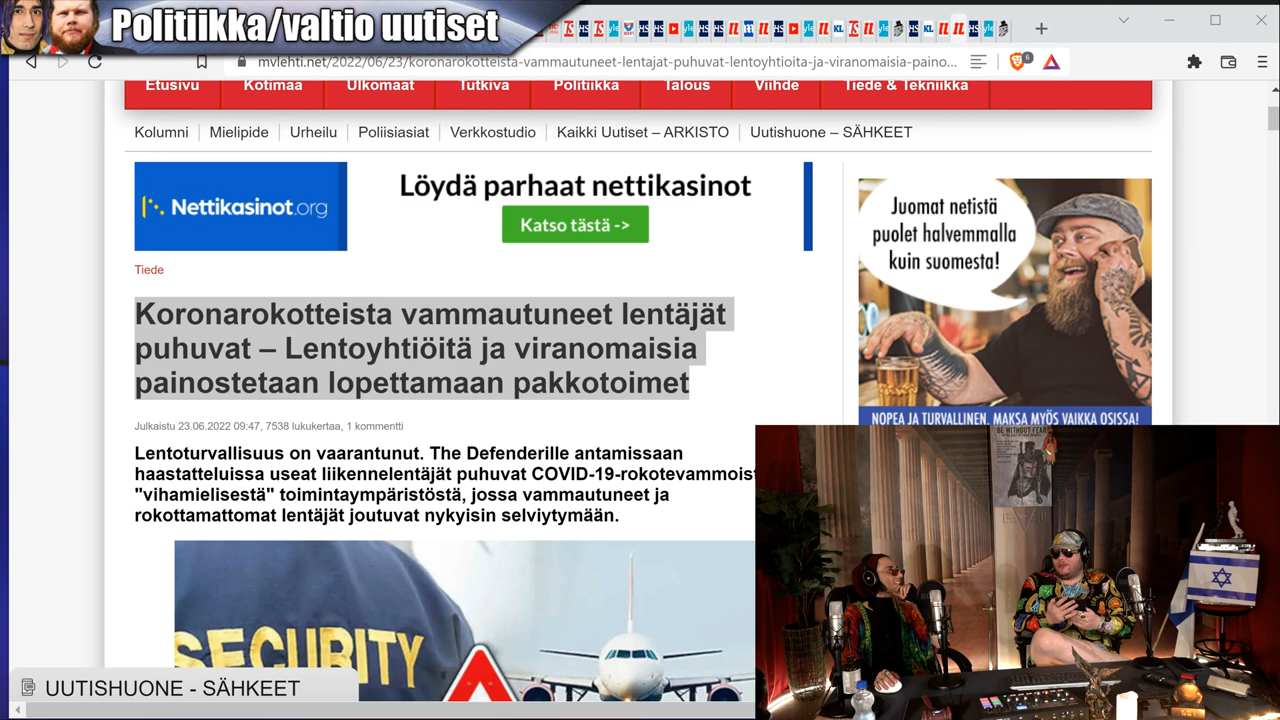 Politiikka/valtio uutiset
mvlehti.net/2022/06/23/koronarokotteista-vammautuneet-lentajat-puhuvat-lentoyhtioita-ja-viranomaisia-paino...
Etusivu
Kotimaa
Ulkomaat
Tutkiva
Politiikka
Talous
Viihde
Tiede & Tekniikka
Kolumni
Mielipide
Urheilu
Poliisiasiat
Verkkostudio
Kaikki Uutiset – ARKISTO
Uutishuone – SÄHKEET
Nettikasinot.org
Löydä parhaat nettikasinot
Katso tästä ->
Juomat netistä
puolet halvemmalla
kuin suomesta!
NOPEA JA TURVALLINEN, MAKSA MYÖS VAIKKA OSISSA!
Tiede
Koronarokotteista vammautuneet lentäjät
puhuvat – Lentoyhtiöitä ja viranomaisia
painostetaan lopettamaan pakkotoimet
Julkaistu 23.06.2022 09:47, 7538 lukukertaa, 1 kommentti
Lentoturvallisuus on vaarantunut. The Defenderille antamissaan
haastatteluissa useat liikennelentäjät puhuvat COVID-19-rokotevammoist
"vihamielisestä" toimintaympäristöstä, jossa vammautuneet ja
rokottamattomat lentäjät joutuvat nykyisin selviytymään.
SECURITY
BE WITHOUT FEAR
UUTISHUONE - SÄHKEET